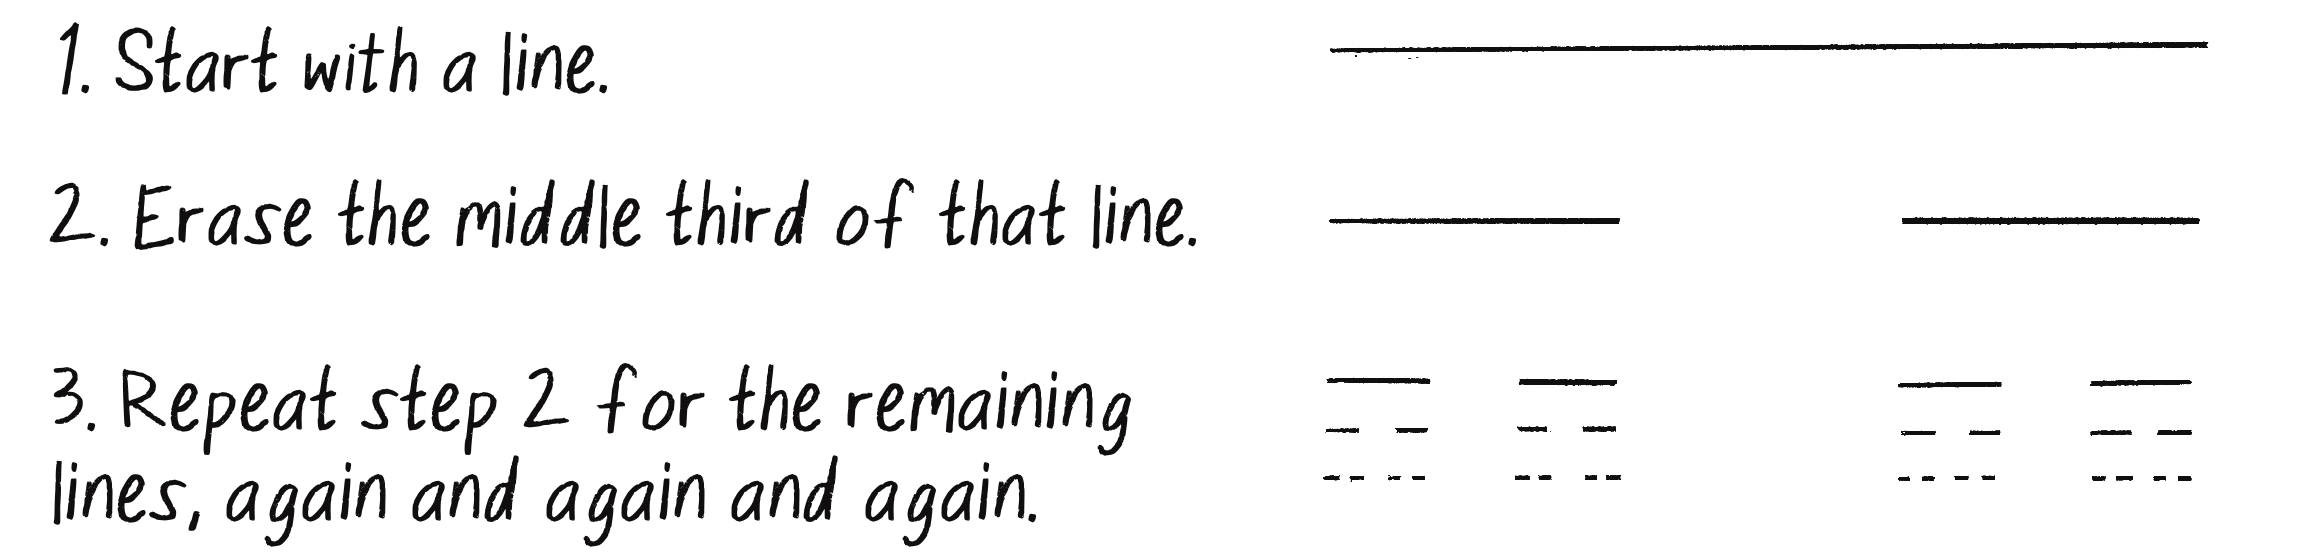 1. Start with a line.
2. Erase the middle third of that line.
3. Repeat step 2 for the remaining
lines, again and again and again.